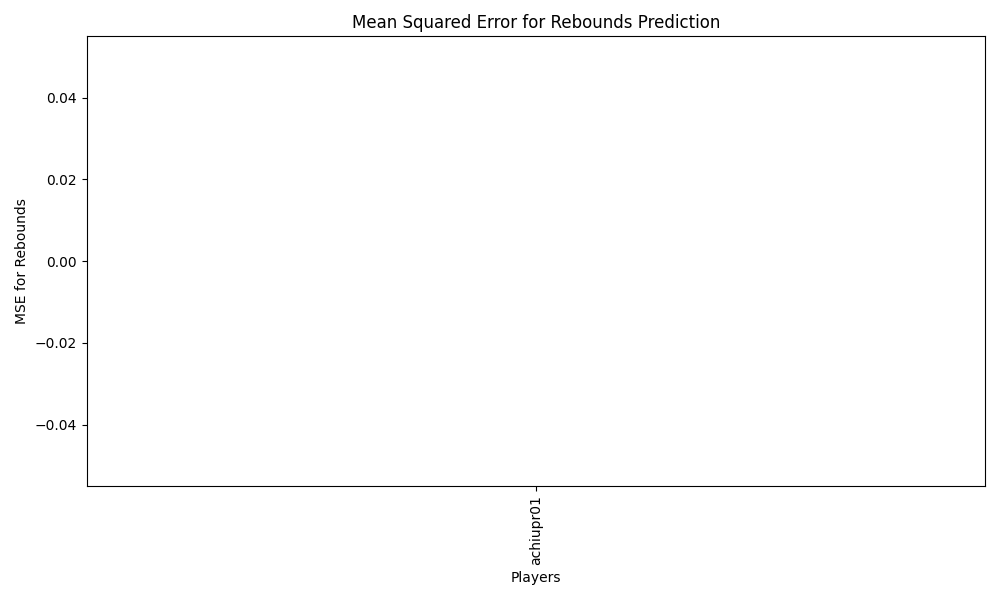 Mean Squared Error for Rebounds Prediction
MSE for Rebounds
0.04
0.02
0.00
−0.02
−0.04
achiupr01
Players